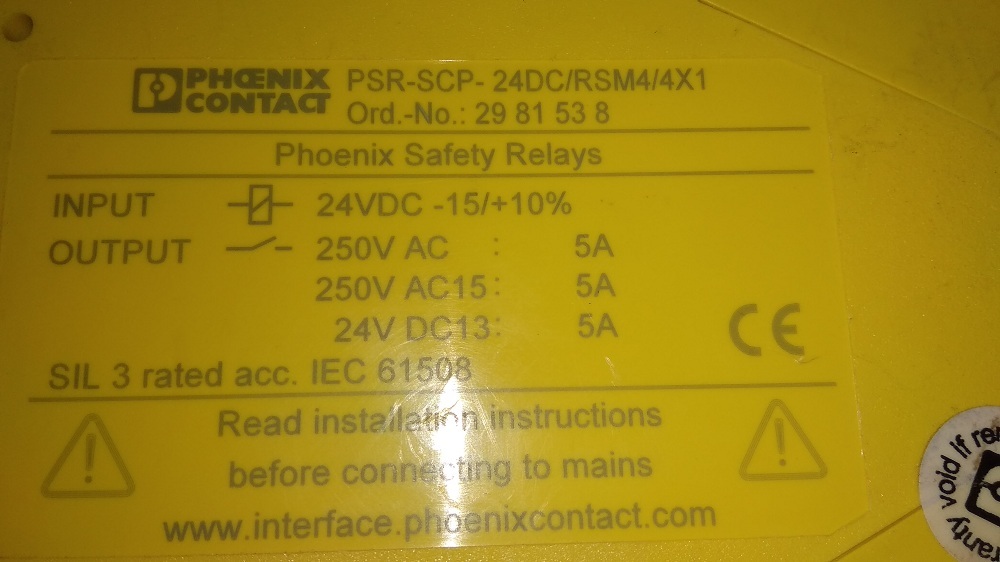 PHOENIX CONTACT
PSR-SCP- 24DC/RSM4/4X1
Ord.-No.: 29 81 53 8
Phoenix Safety Relays
INPUT 24VDC -15/+10%
OUTPUT 250V AC : 5A
250V AC15: 5A
24V DC13: 5A
CE
SIL 3 rated acc. IEC 61508
Read installation instructions
before connecting to mains
www.interface.phoenixcontact.com
void if